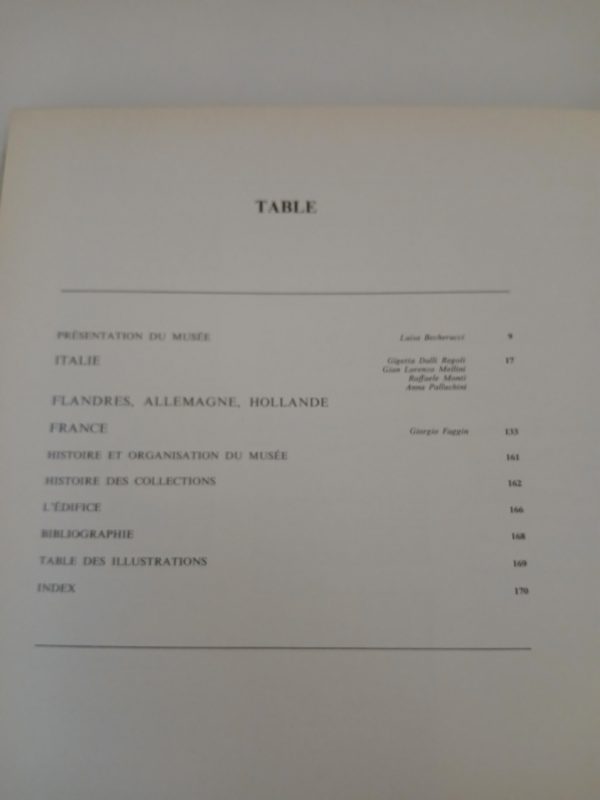 TABLE
PRÉSENTATION DU MUSÉE Luisa Becherucci 9
ITALIE Gigetta Dalli Regoli 17
Gian Lorenzo Mellini
Raffaele Monti
Anna Pallucchini
FLANDRES, ALLEMAGNE, HOLLANDE
FRANCE Giorgio Faggin 133
HISTOIRE ET ORGANISATION DU MUSÉE 161
HISTOIRE DES COLLECTIONS 162
L'ÉDIFICE 166
BIBLIOGRAPHIE 168
TABLE DES ILLUSTRATIONS 169
INDEX 170